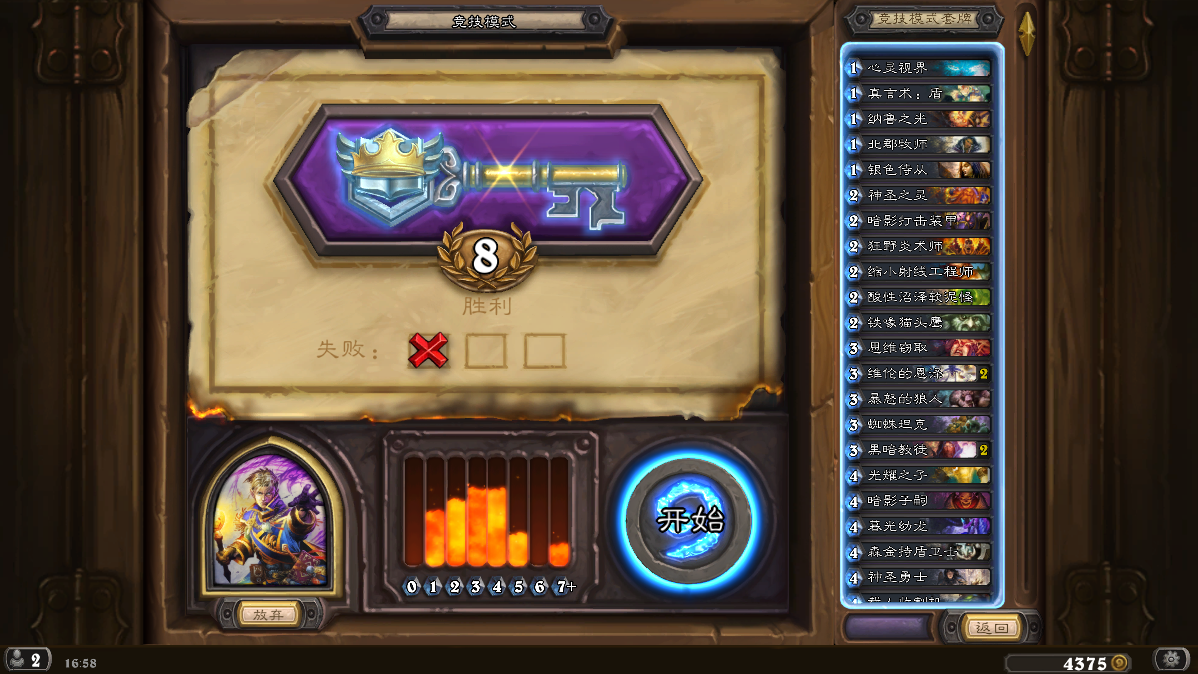 竞技模式
8
胜利
失败：
0 1 2 3 4 5 6 7+
开始
放弃
竞技模式套牌
1 心灵视界
1 真言术：盾
1 纳鲁之光
1 北郡牧师
1 银色侍从
2 神圣之灵
2 暗影打击装甲
2 狂野炎术师
2 缩小射线工程师
2 酸性沼泽软泥怪
2 铁喙猫头鹰
3 思维窃取
3 维伦的恩泽 2
3 暴怒的狼人
3 蜘蛛坦克
3 黑暗教徒 2
4 光耀之子
4 暗影子嗣
4 暮光幼龙
4 森金持盾卫士
4 神圣勇士
返回
2
16:58
4375